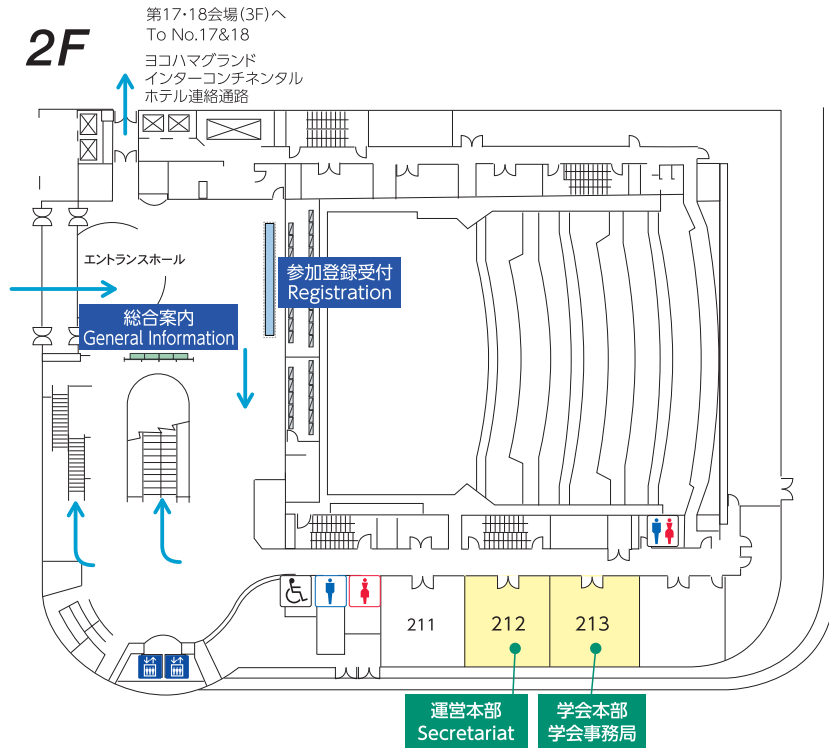 2F
第17・18会場(3F)へ
To No.17&18
ヨコハマグランド
インターコンチネンタル
ホテル連絡通路
エントランスホール
参加登録受付
Registration
総合案内
General Information
211
212
213
運営本部
Secretariat
学会本部
学会事務局